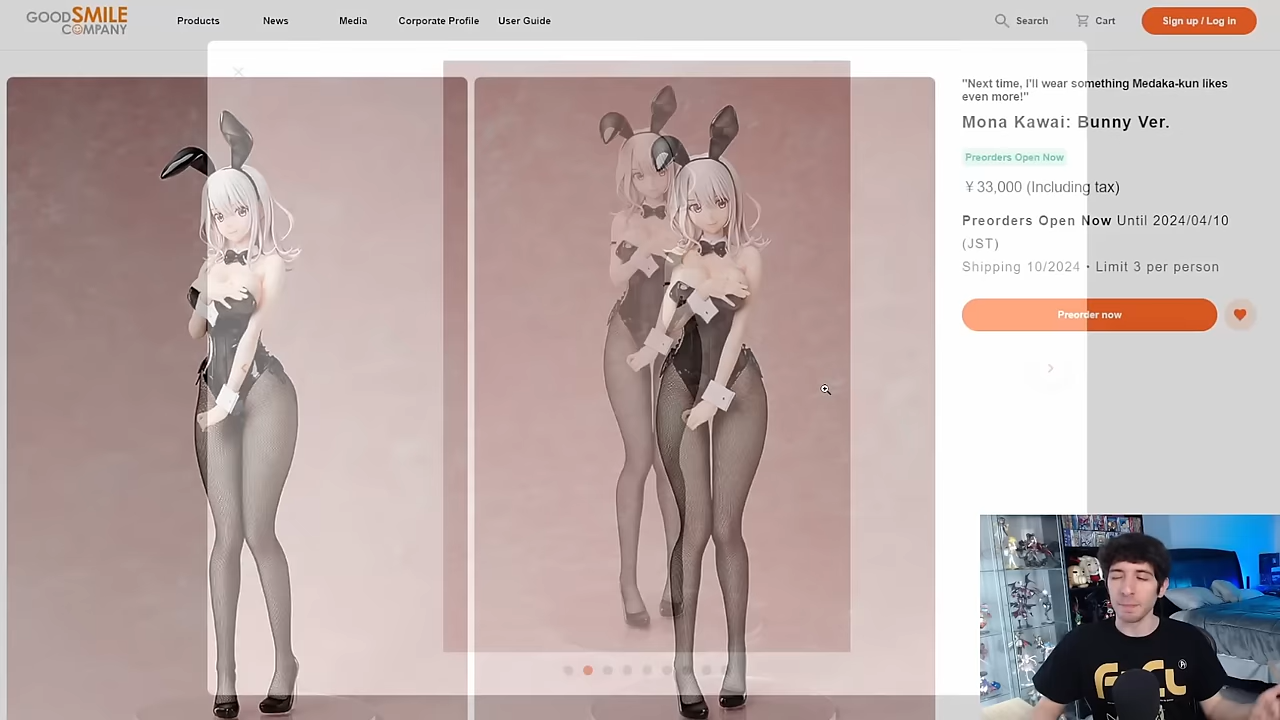 GOODSMILE
COMPANY
Products
News
Media
Corporate Profile
User Guide
Search
Cart
Sign up / Log in
"Next time, I'll wear something Medaka-kun likes
even more!"
Mona Kawai: Bunny Ver.
Preorders Open Now
¥33,000 (Including tax)
Preorders Open Now Until 2024/04/10
(JST)
Shipping 10/2024 • Limit 3 per person
Preorder now